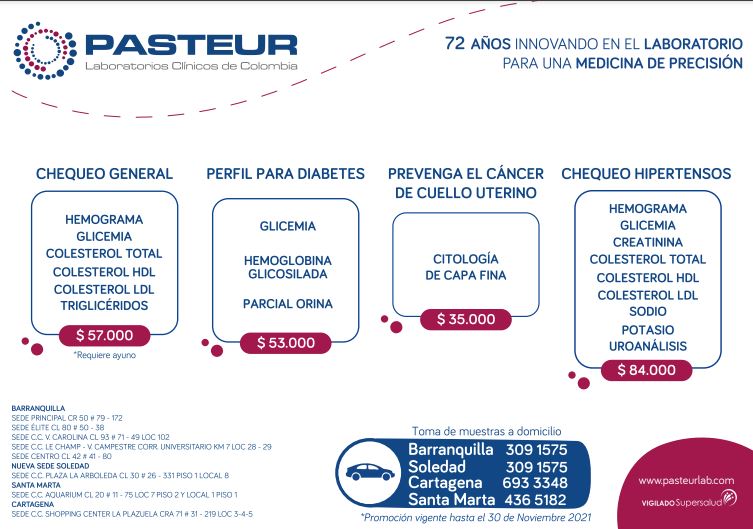 PASTEUR
Laboratorios Clínicos de Colombia
72 AÑOS INNOVANDO EN EL LABORATORIO
PARA UNA MEDICINA DE PRECISIÓN
CHEQUEO GENERAL
HEMOGRAMA
GLICEMIA
COLESTEROL TOTAL
COLESTEROL HDL
COLESTEROL LDL
TRIGLICÉRIDOS
$ 57.000
*Requiere ayuno
PERFIL PARA DIABETES
GLICEMIA
HEMOGLOBINA
GLICOSILADA
PARCIAL ORINA
$ 53.000
PREVENGA EL CÁNCER
DE CUELLO UTERINO
CITOLOGÍA
DE CAPA FINA
$ 35.000
CHEQUEO HIPERTENSOS
HEMOGRAMA
GLICEMIA
CREATININA
COLESTEROL TOTAL
COLESTEROL HDL
COLESTEROL LDL
SODIO
POTASIO
UROANÁLISIS
$ 84.000
BARRANQUILLA
SEDE PRINCIPAL CR 50 # 79 - 172
SEDE ÉLITE CL 80 # 50 - 38
SEDE C.C. V. CAROLINA CL 93 # 71 - 49 LOC 102
SEDE C.C. LE CHAMP - V. CAMPESTRE CORR. UNIVERSITARIO KM 7 LOC 28 - 29
SEDE CENTRO CL 42 # 41 - 80
NUEVA SEDE SOLEDAD
SEDE C.C. PLAZA LA ARBOLEDA CL 30 # 26 - 331 PISO 1 LOCAL 8
SANTA MARTA
SEDE C.C. AQUARIUM CL 20 # 11 - 75 LOC 7 PISO 2 Y LOCAL 1 PISO 1
CARTAGENA
SEDE C.C. SHOPPING CENTER LA PLAZUELA CRA 71 # 31 - 219 LOC 3-4-5
Toma de muestras a domicilio
Barranquilla 309 1575
Soledad 309 1575
Cartagena 693 3348
Santa Marta 436 5182
*Promoción vigente hasta el 30 de Noviembre 2021
www.pasteurlab.com
VIGILADO Supersalud